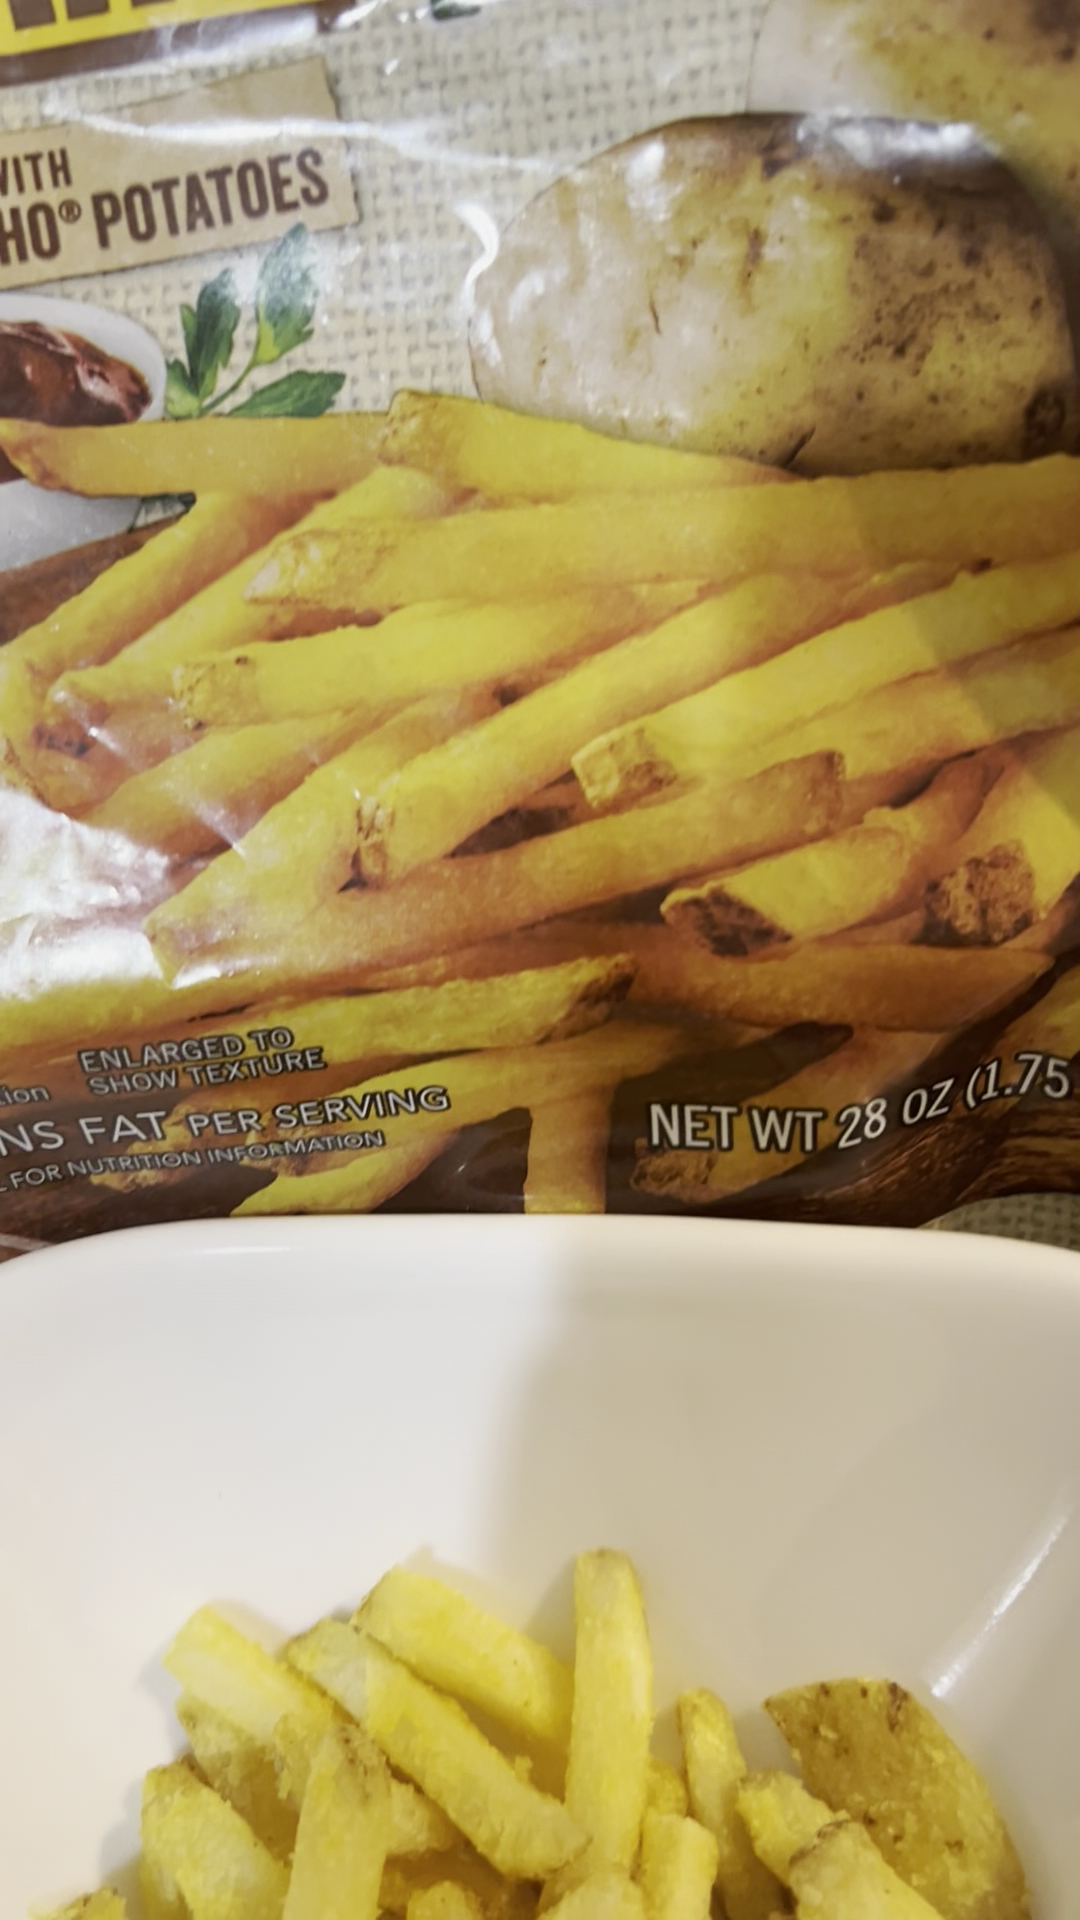 WITH
HO® POTATOES
ENLARGED TO
SHOW TEXTURE
FAT PER SERVING
FOR NUTRITION INFORMATION
NET WT 28 OZ (1.75